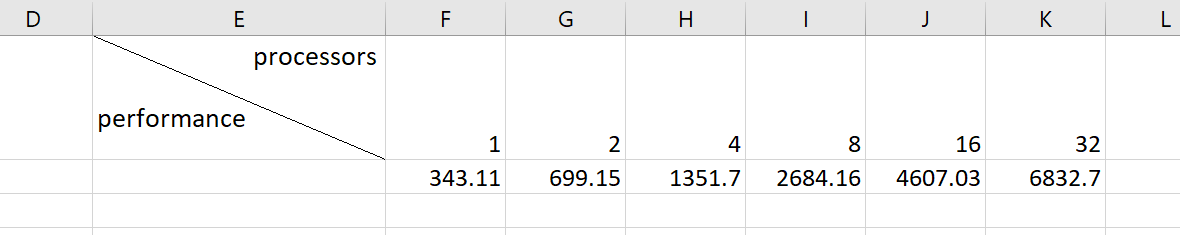 D E F G H I J K L
processors
performance
1 2 4 8 16 32
343.11 699.15 1351.7 2684.16 4607.03 6832.7